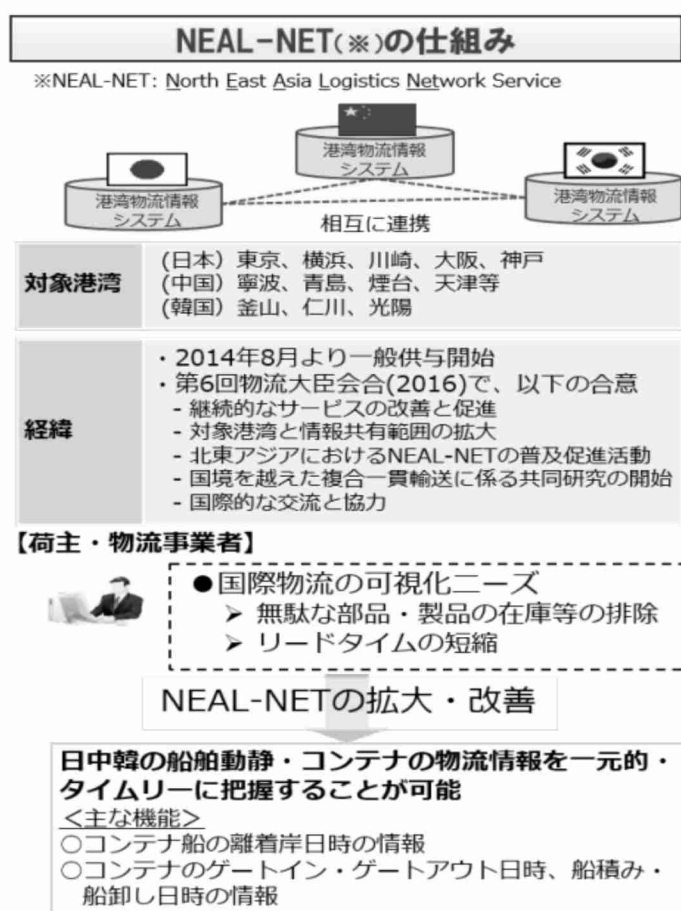 NEAL-NET(※)の仕組み
※NEAL-NET: North East Asia Logistics Network Service
港湾物流情報
システム
港湾物流情報
システム
港湾物流情報
システム
相互に連携
対象港湾
(日本）東京、横浜、川崎、大阪、神戸
(中国）寧波、青島、煙台、天津等
(韓国）釜山、仁川、光陽
経緯
・2014年8月より一般供与開始
・第6回物流大臣会合(2016)で、以下の合意
- 継続的なサービスの改善と促進
- 対象港湾と情報共有範囲の拡大
- 北東アジアにおけるNEAL-NETの普及促進活動
- 国境を越えた複合一貫輸送に係る共同研究の開始
- 国際的な交流と協力
【荷主・物流事業者】
●国際物流の可視化ニーズ
➢ 無駄な部品・製品の在庫等の排除
➢ リードタイムの短縮
NEAL-NETの拡大・改善
日中韓の船舶動静・コンテナの物流情報を一元的・
タイムリーに把握することが可能
＜主な機能＞
○コンテナ船の離着岸日時の情報
○コンテナのゲートイン・ゲートアウト日時、船積み・
船卸し日時の情報